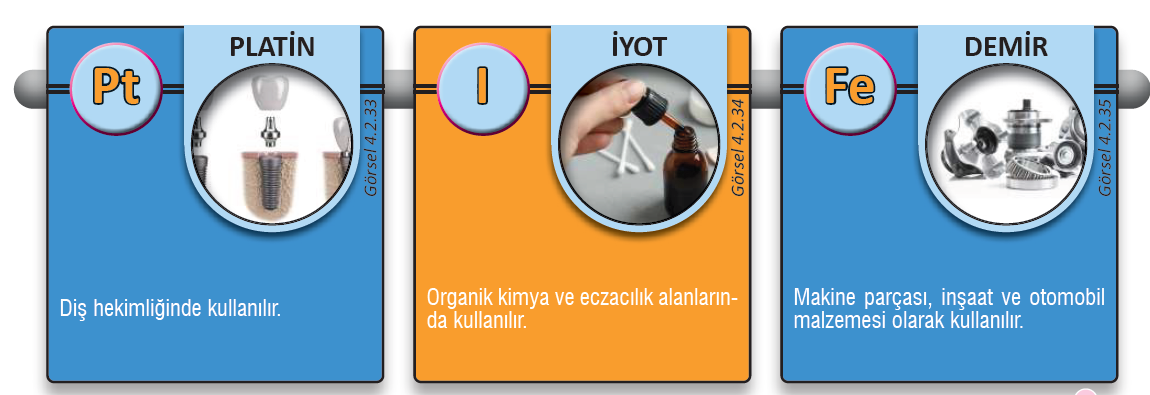 PLATİN
Pt
Görsel 4.2.33
Diş hekimliğinde kullanılır.
İYOT
I
Görsel 4.2.34
Organik kimya ve eczacılık alanların-
da kullanılır.
DEMİR
Fe
Görsel 4.2.35
Makine parçası, inşaat ve otomobil
malzemesi olarak kullanılır.